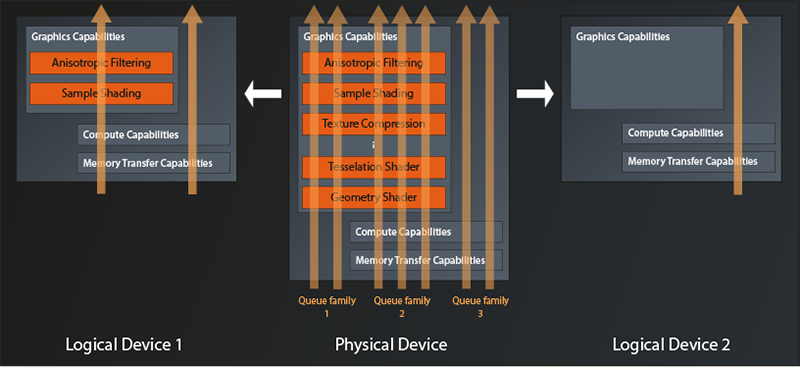 Graphics Capabilities
Anisotropic Filtering
Sample Shading
Compute Capabilities
Memory Transfer Capabilities
Logical Device 1
Graphics Capabilities
Anisotropic Filtering
Sample Shading
Texture Compression
Tesselation Shader
Geometry Shader
Compute Capabilities
Memory Transfer Capabilities
Queue family
1
Queue family
2
Queue family
3
Physical Device
Graphics Capabilities
Compute Capabilities
Memory Transfer Capabilities
Logical Device 2